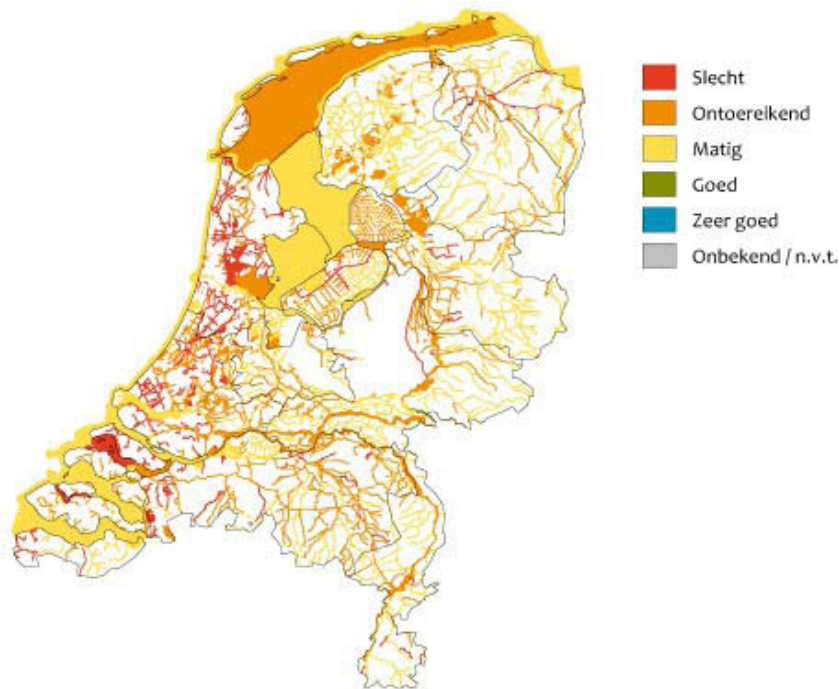 Slecht
Ontoereikend
Matig
Goed
Zeer goed
Onbekend / n.v.t.